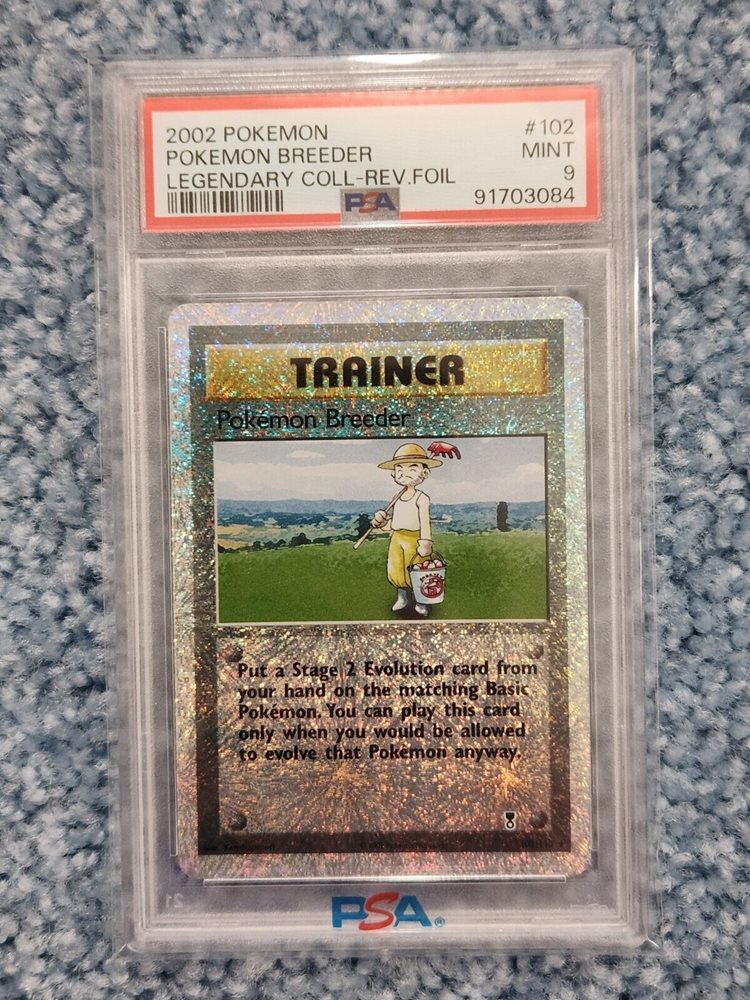 2002 POKEMON #102
POKEMON BREEDER MINT
LEGENDARY COLL-REV.FOIL 9
PSA 91703084
TRAINER
Pokémon Breeder
Put a Stage 2 Evolution card from
your hand on the matching Basic
Pokémon. You can play this card
only when you would be allowed
to evolve that Pokémon anyway.
PSA®